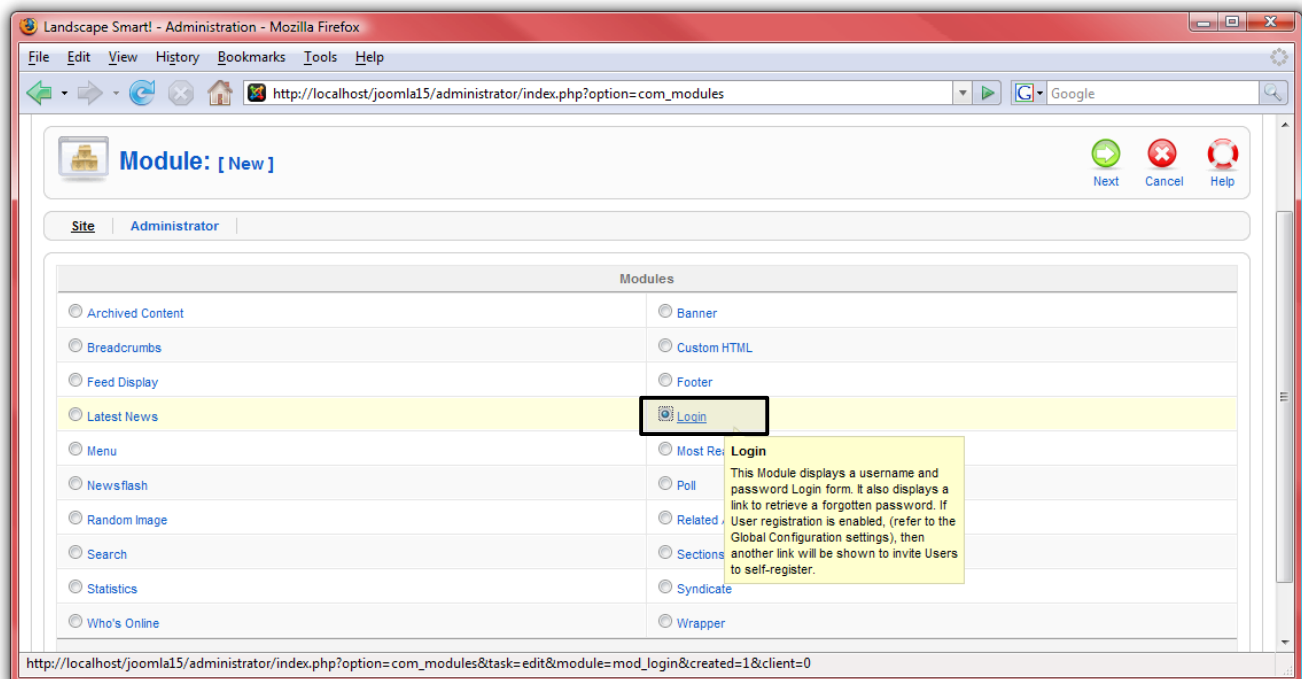 Landscape Smart! - Administration - Mozilla Firefox
File Edit View History Bookmarks Tools Help
http://localhost/joomla15/administrator/index.php?option=com_modules
G Google
Module: [ New ]
Next Cancel Help
Site Administrator
Modules
Archived Content Banner
Breadcrumbs Custom HTML
Feed Display Footer
Latest News Login
Menu Most
Newsflash Poll
Random Image Related
Search Sections
Statistics Syndicate
Who's Online Wrapper
Login
This Module displays a username and
password Login form. It also displays a
link to retrieve a forgotten password. If
User registration is enabled, (refer to the
Global Configuration settings), then
another link will be shown to invite Users
to self-register.
http://localhost/joomla15/administrator/index.php?option=com_modules&task=edit&module=mod_login&created=1&client=0